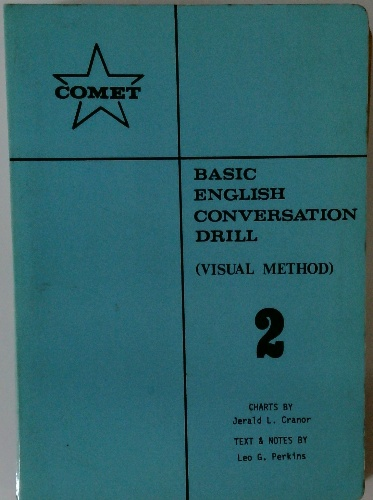 COMET
BASIC
ENGLISH
CONVERSATION
DRILL
(VISUAL METHOD)
2
CHARTS BY
Jerald L. Cranor
TEXT & NOTES BY
Leo G. Perkins